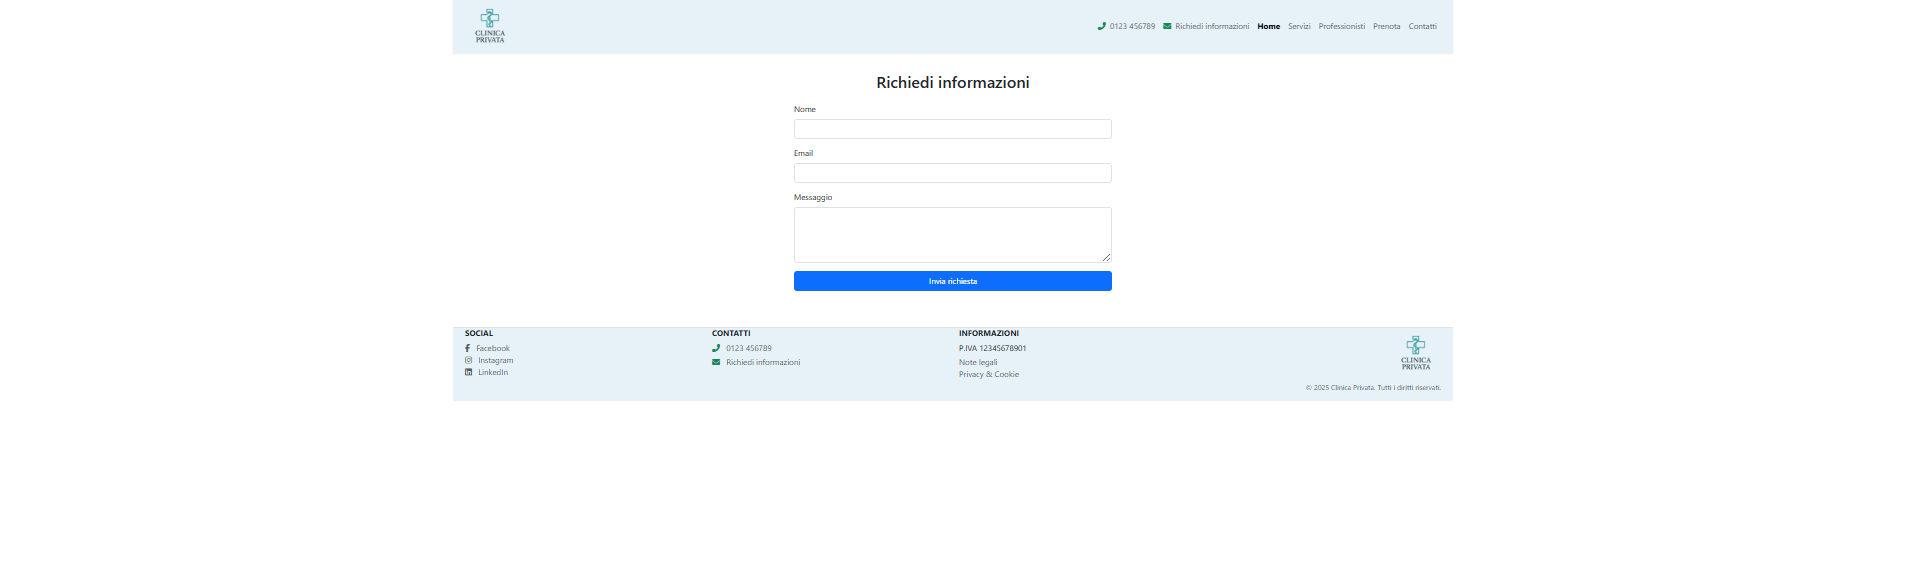 CLINICA
PRIVATA
0123 456789 Richiedi informazioni Home Servizi Professionisti Prenota Contatti
Richiedi informazioni
Nome
Email
Messaggio
Invia richiesta
SOCIAL
Facebook
Instagram
LinkedIn
CONTATTI
0123 456789
Richiedi informazioni
INFORMAZIONI
P.IVA 12345678901
Note legali
Privacy & Cookie
CLINICA
PRIVATA
© 2025 Clinica Privata. Tutti i diritti riservati.